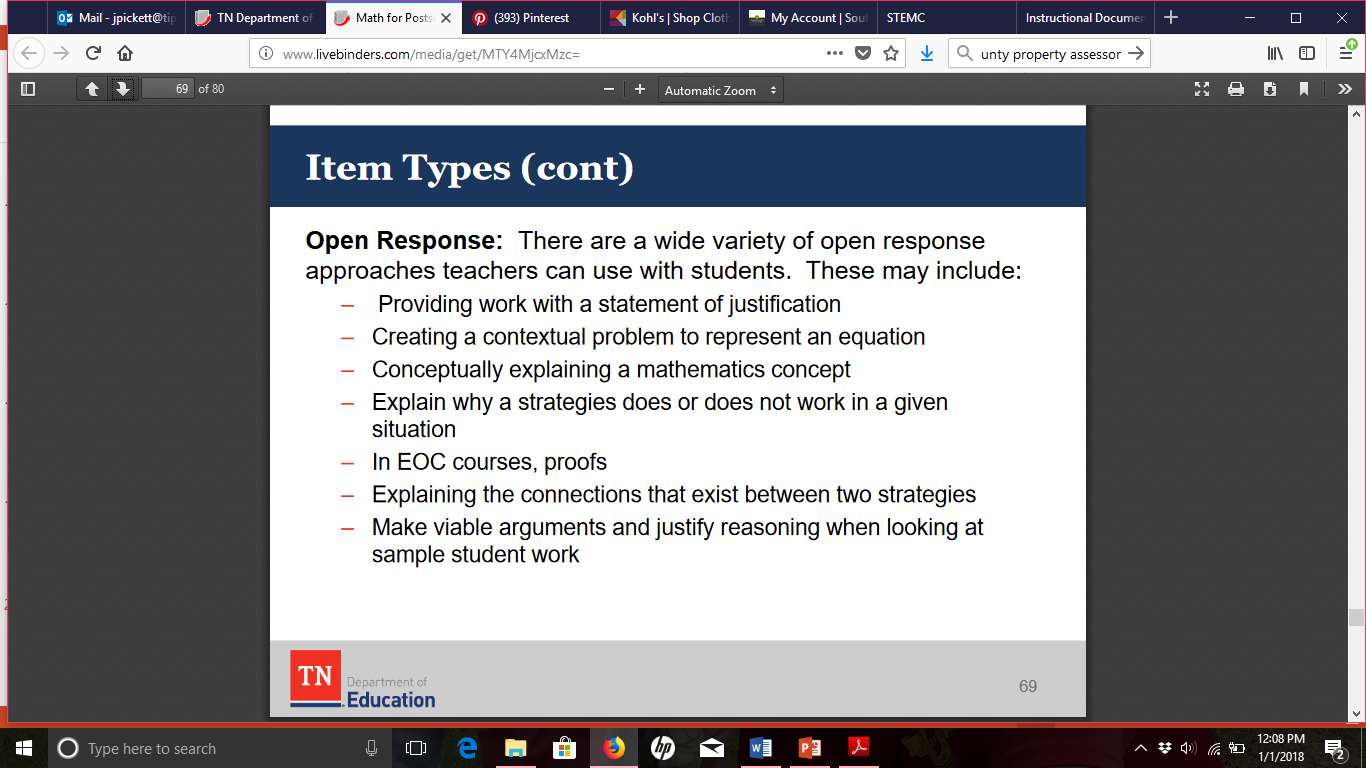 Mail - jpickett@tip
TN Department of
Math for Posts
(393) Pinterest
Kohl's | Shop Cloth
My Account | Sout
STEMC
Instructional Documen
www.livebinders.com/media/get/MTY4MjcxMzc=
unty property assessor
69 of 80
Automatic Zoom
Item Types (cont)
Open Response: There are a wide variety of open response
approaches teachers can use with students. These may include:
– Providing work with a statement of justification
– Creating a contextual problem to represent an equation
– Conceptually explaining a mathematics concept
– Explain why a strategies does or does not work in a given
situation
– In EOC courses, proofs
– Explaining the connections that exist between two strategies
– Make viable arguments and justify reasoning when looking at
sample student work
TN
Department of
Education
69
Type here to search
hp
12:08 PM
1/1/2018
2